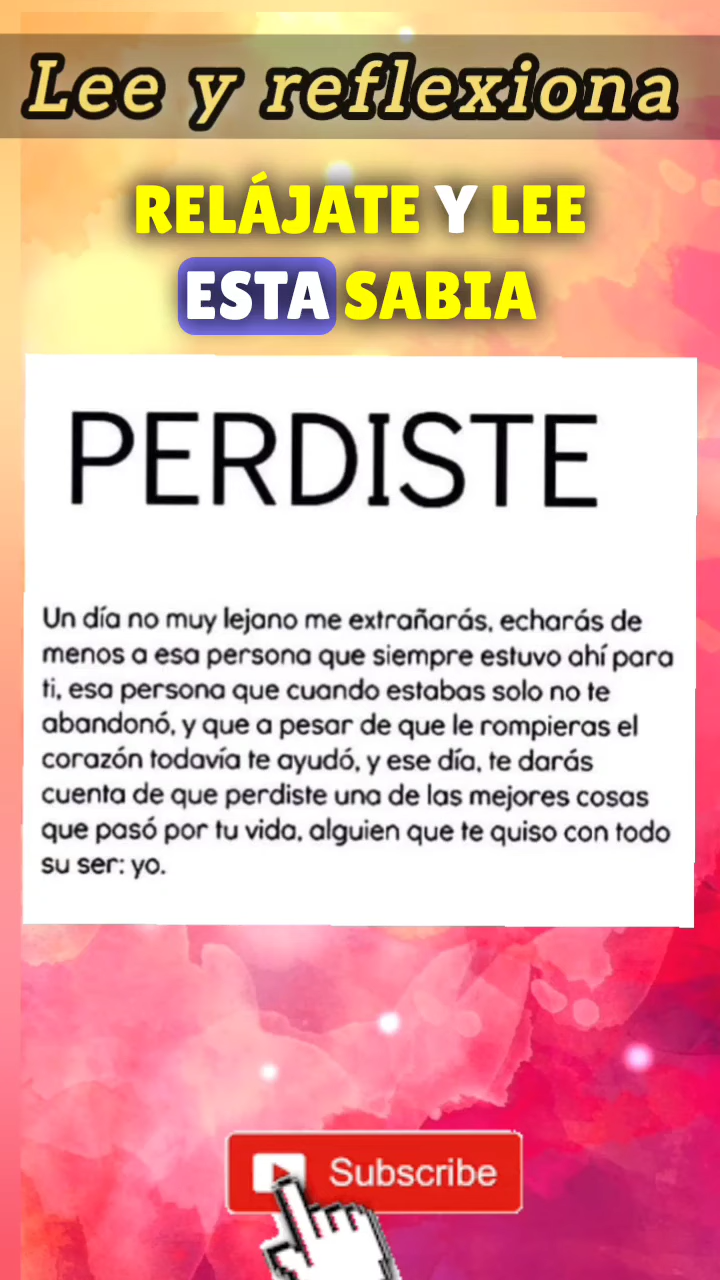 Lee y reflexiona
RELÁJATE Y LEE
ESTA SABIA
PERDISTE
Un día no muy lejano me extrañarás, echarás de
menos a esa persona que siempre estuvo ahí para
ti, esa persona que cuando estabas solo no te
abandonó, y que a pesar de que le rompieras el
corazón todavía te ayudó, y ese día, te darás
cuenta de que perdiste una de las mejores cosas
que pasó por tu vida, alguien que te quiso con todo
su ser: yo.
Subscribe